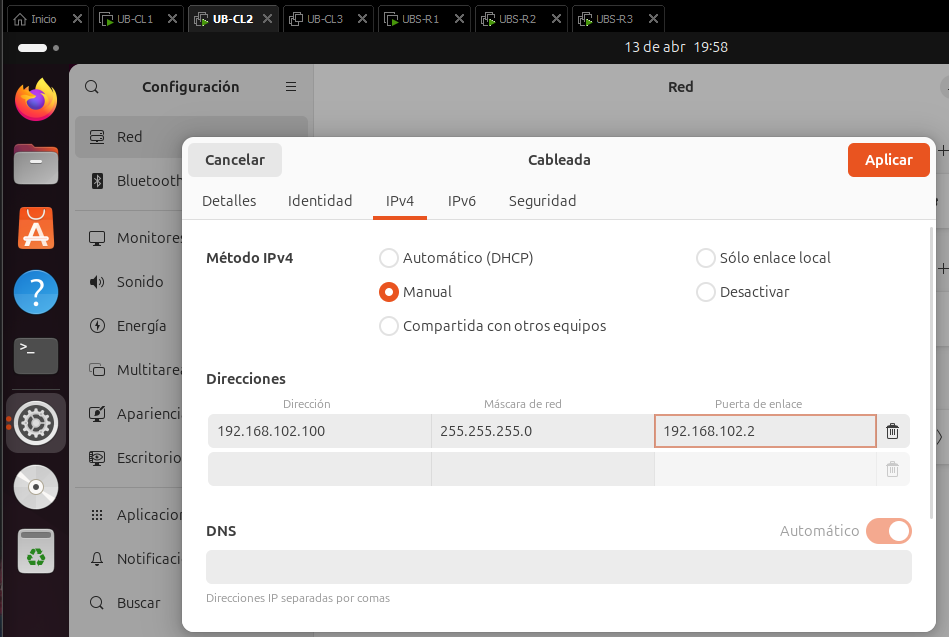 Inicio UB-CL1 UB-CL2 UB-CL3 UBS-R1 UBS-R2 UBS-R3
13 de abr 19:58
Configuración
Red
Red
Bluetooth
Monitores
Sonido
Energía
Multitarea
Aparienci
Escritorio
Aplicacion
Notificaci
Buscar
Cancelar
Cableada
Aplicar
Detalles Identidad IPv4 IPv6 Seguridad
Método IPv4
Automático (DHCP) Sólo enlace local
Manual Desactivar
Compartida con otros equipos
Direcciones
Dirección Máscara de red Puerta de enlace
192.168.102.100 255.255.255.0 192.168.102.2
DNS Automático
Direcciones IP separadas por comas